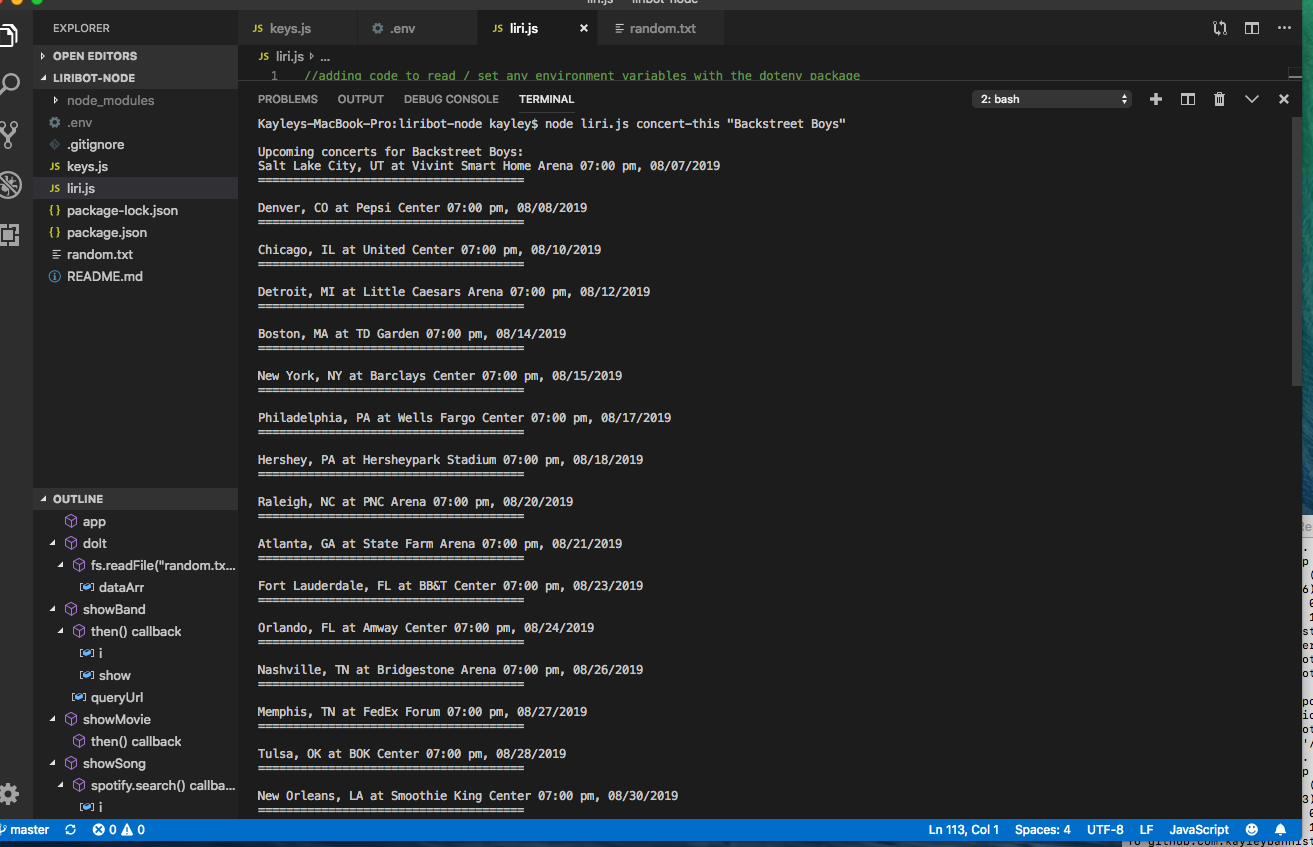 liri.js — liribot-node
EXPLORER
OPEN EDITORS
LIRIBOT-NODE
node_modules
.env
.gitignore
JS keys.js
JS liri.js
{} package-lock.json
{} package.json
random.txt
README.md
OUTLINE
app
doIt
fs.readFile("random.tx...
dataArr
showBand
then() callback
i
show
queryUrl
showMovie
then() callback
showSong
spotify.search() callba...
i
JS keys.js
.env
JS liri.js
random.txt
JS liri.js ...
1 //adding code to read / set any environment variables with the dotenv package
PROBLEMS OUTPUT DEBUG CONSOLE TERMINAL
2: bash
Kayleys-MacBook-Pro:liribot-node kayley$ node liri.js concert-this "Backstreet Boys"
Upcoming concerts for Backstreet Boys:
Salt Lake City, UT at Vivint Smart Home Arena 07:00 pm, 08/07/2019
======================================
Denver, CO at Pepsi Center 07:00 pm, 08/08/2019
======================================
Chicago, IL at United Center 07:00 pm, 08/10/2019
======================================
Detroit, MI at Little Caesars Arena 07:00 pm, 08/12/2019
======================================
Boston, MA at TD Garden 07:00 pm, 08/14/2019
======================================
New York, NY at Barclays Center 07:00 pm, 08/15/2019
======================================
Philadelphia, PA at Wells Fargo Center 07:00 pm, 08/17/2019
======================================
Hershey, PA at Hersheypark Stadium 07:00 pm, 08/18/2019
======================================
Raleigh, NC at PNC Arena 07:00 pm, 08/20/2019
======================================
Atlanta, GA at State Farm Arena 07:00 pm, 08/21/2019
======================================
Fort Lauderdale, FL at BB&T Center 07:00 pm, 08/23/2019
======================================
Orlando, FL at Amway Center 07:00 pm, 08/24/2019
======================================
Nashville, TN at Bridgestone Arena 07:00 pm, 08/26/2019
======================================
Memphis, TN at FedEx Forum 07:00 pm, 08/27/2019
======================================
Tulsa, OK at BOK Center 07:00 pm, 08/28/2019
======================================
New Orleans, LA at Smoothie King Center 07:00 pm, 08/30/2019
======================================
master 0 0
Ln 113, Col 1 Spaces: 4 UTF-8 LF JavaScript